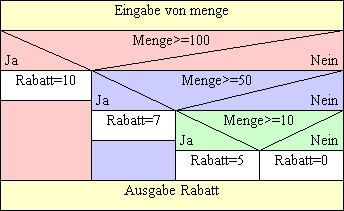 Eingabe von menge
Menge>=100
Ja
Nein
Rabatt=10
Menge>=50
Ja
Nein
Rabatt=7
Menge>=10
Ja
Nein
Rabatt=5
Rabatt=0
Ausgabe Rabatt